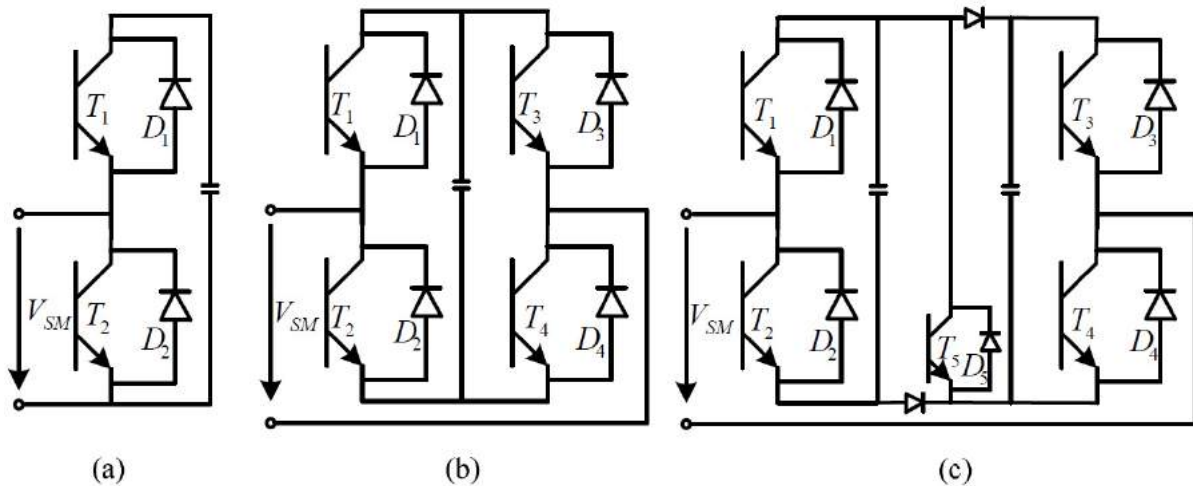 T1
D1
T2
D2
VSM
(a)
T1
D1
T3
D3
T2
D2
T4
D4
VSM
(b)
T1
D1
T3
D3
T2
D2
T5
D5
T4
D4
VSM
(c)